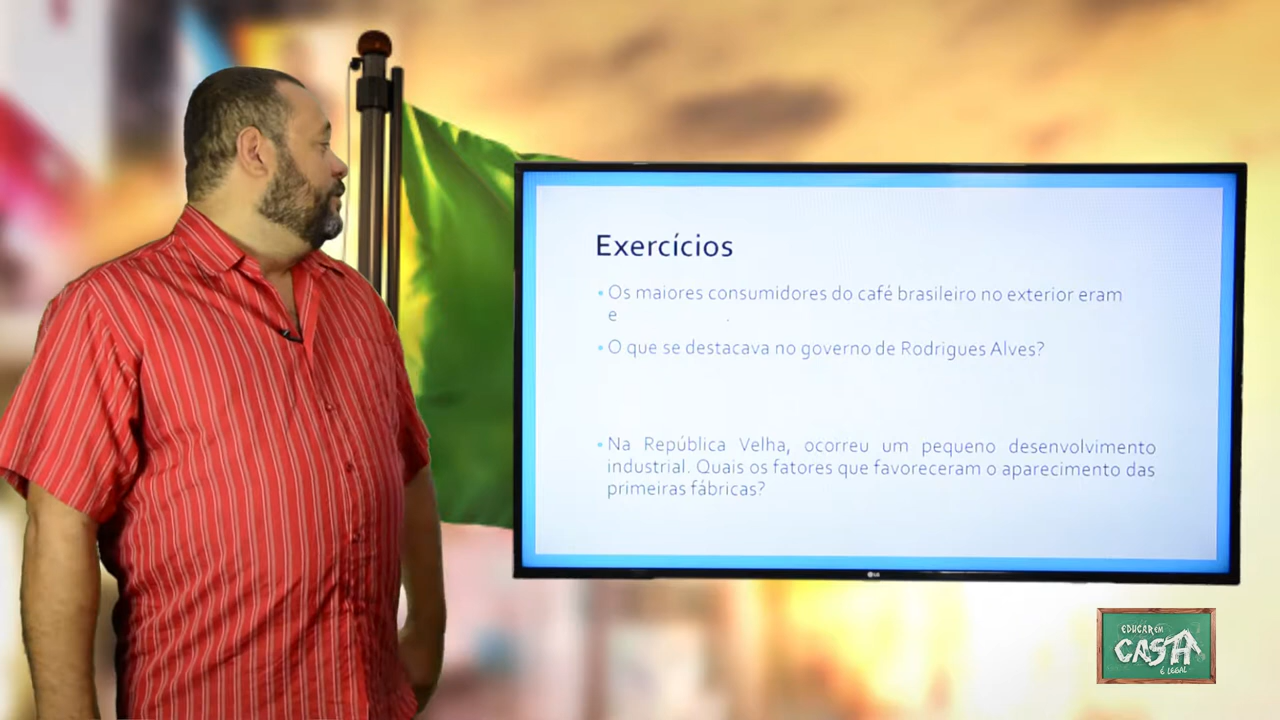 Exercícios
• Os maiores consumidores do café brasileiro no exterior eram
e .
• O que se destacava no governo de Rodrigues Alves?
• Na República Velha, ocorreu um pequeno desenvolvimento
industrial. Quais os fatores que favoreceram o aparecimento das
primeiras fábricas?
LG
EDUCAR EM
CASA
É LEGAL